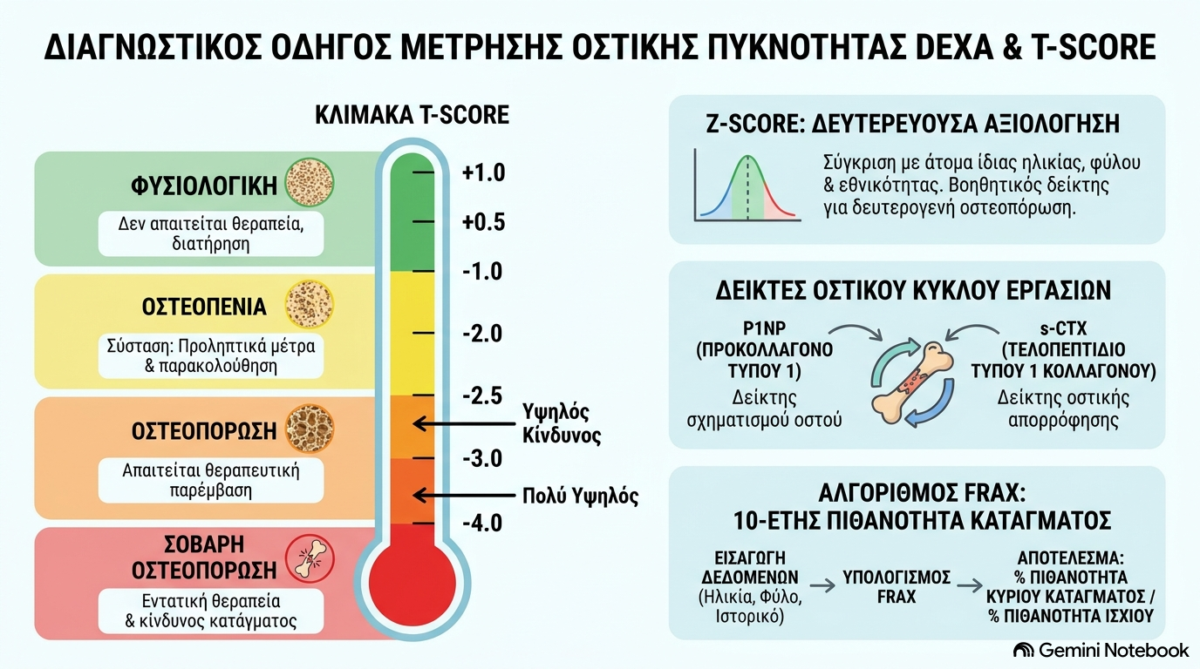 ΔΙΑΓΝΩΣΤΙΚΟΣ ΟΔΗΓΟΣ ΜΕΤΡΗΣΗΣ ΟΣΤΙΚΗΣ ΠΥΚΝΟΤΗΤΑΣ DEXA & T-SCORE
ΚΛΙΜΑΚΑ T-SCORE
ΦΥΣΙΟΛΟΓΙΚΗ
Δεν απαιτείται θεραπεία,
διατήρηση
ΟΣΤΕΟΠΕΝΙΑ
Σύσταση: Προληπτικά μέτρα
& παρακολούθηση
ΟΣΤΕΟΠΟΡΩΣΗ
Απαιτείται θεραπευτική
παρέμβαση
ΣΟΒΑΡΗ
ΟΣΤΕΟΠΟΡΩΣΗ
Εντατική θεραπεία
& κίνδυνος κατάγματος
+1.0
+0.5
-1.0
-2.0
-2.5
Υψηλός
Κίνδυνος
-3.0
Πολύ Υψηλός
-4.0
Z-SCORE: ΔΕΥΤΕΡΕΥΟΥΣΑ ΑΞΙΟΛΟΓΗΣΗ
Σύγκριση με άτομα ίδιας ηλικίας, φύλου
& εθνικότητας. Βοηθητικός δείκτης
για δευτερογενή οστεοπόρωση.
ΔΕΙΚΤΕΣ ΟΣΤΙΚΟΥ ΚΥΚΛΟΥ ΕΡΓΑΣΙΩΝ
P1NP
(ΠΡΟΚΟΛΛΑΓΟΝΟ
ΤΥΠΟΥ 1)
Δείκτης
σχηματισμού οστού
s-CTX
(ΤΕΛΟΠΕΠΤΙΔΙΟ
ΤΥΠΟΥ 1 ΚΟΛΛΑΓΟΝΟΥ)
Δείκτης οστικής
απορρόφησης
ΑΛΓΟΡΙΘΜΟΣ FRAX:
10-ΕΤΗΣ ΠΙΘΑΝΟΤΗΤΑ ΚΑΤΑΓΜΑΤΟΣ
ΕΙΣΑΓΩΓΗ
ΔΕΔΟΜΕΝΩΝ
(Ηλικία, Φύλο,
Ιστορικό)
ΥΠΟΛΟΓΙΣΜΟΣ
FRAX
ΑΠΟΤΕΛΕΣΜΑ:
% ΠΙΘΑΝΟΤΗΤΑ
ΚΥΡΙΟΥ ΚΑΤΑΓΜΑΤΟΣ /
% ΠΙΘΑΝΟΤΗΤΑ ΙΣΧΙΟΥ
Gemini Notebook